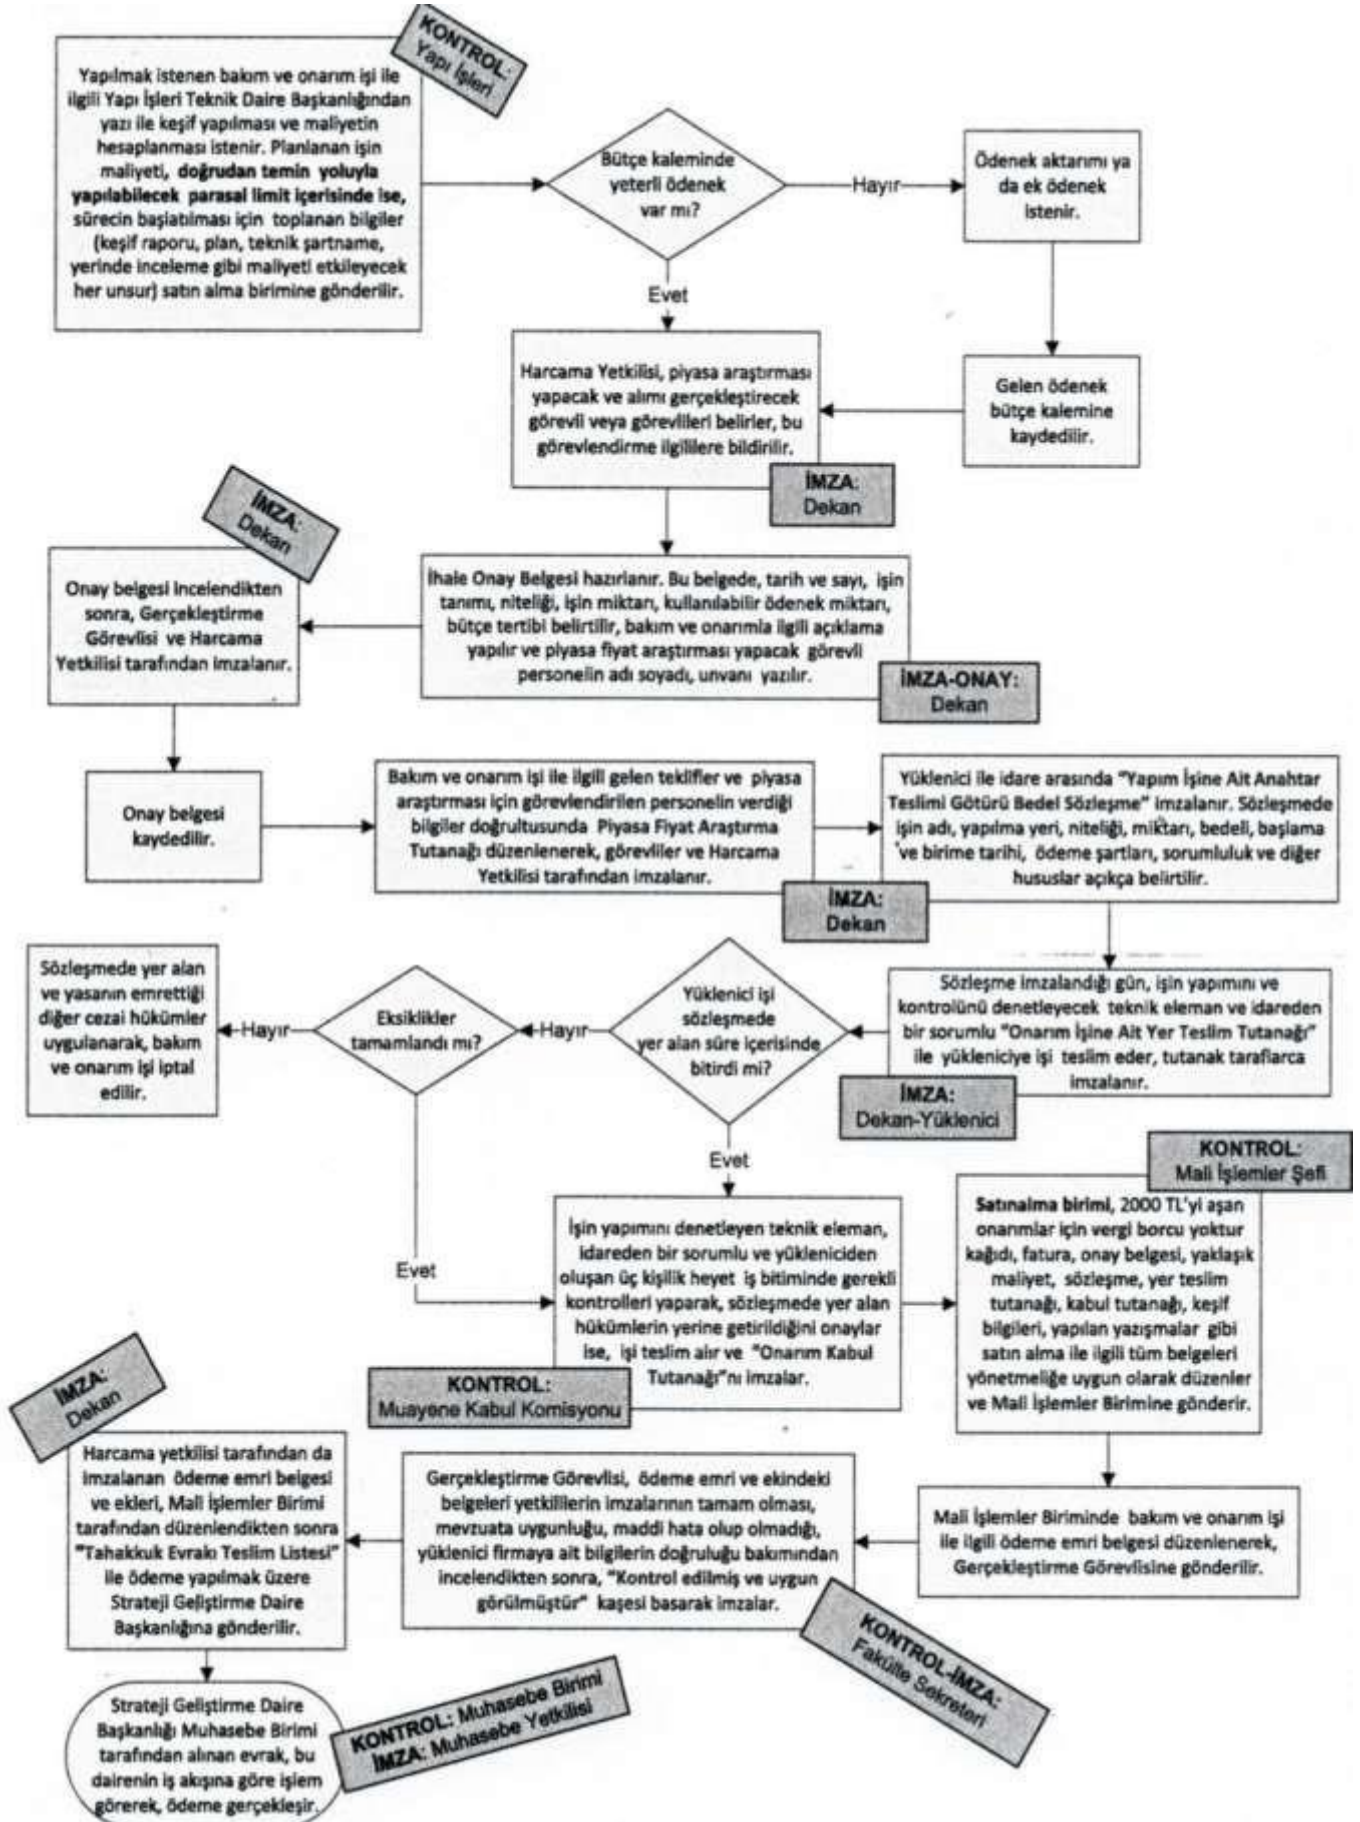 KONTROL:
Yapı İşleri
Yapılmak istenen bakım ve onarım işi ile
ilgili Yapı İşleri Teknik Daire Başkanlığından
yazı ile keşif yapılması ve maliyetin
hesaplanması istenir. Planlanan işin
maliyeti, doğrudan temin yoluyla
yapılabilecek parasal limit içerisinde ise,
sürecin başlatılması için toplanan bilgiler
(keşif raporu, plan, teknik şartname,
yerinde inceleme gibi maliyeti etkileyecek
her unsur) satın alma birimine gönderilir.
Bütçe kaleminde
yeterli ödenek
var mı?
Hayır
Ödenek aktarımı ya
da ek ödenek
istenir.
Evet
Harcama Yetkilisi, piyasa araştırması
yapacak ve alımı gerçekleştirecek
görevli veya görevlileri belirler, bu
görevlendirme ilgililere bildirilir.
Gelen ödenek
bütçe kalemine
kaydedilir.
İMZA:
Dekan
İMZA:
Dekan
Onay belgesi incelendikten
sonra, Gerçekleştirme
Görevlisi ve Harcama
Yetkilisi tarafından imzalanır.
İhale Onay Belgesi hazırlanır. Bu belgede, tarih ve sayı, işin
tanımı, niteliği, işin miktarı, kullanılabilir ödenek miktarı,
bütçe tertibi belirtilir, bakım ve onarımla ilgili açıklama
yapılır ve piyasa fiyat araştırması yapacak görevli
personelin adı soyadı, unvanı yazılır.
İMZA-ONAY:
Dekan
Onay belgesi
kaydedilir.
Bakım ve onarım işi ile ilgili gelen teklifler ve piyasa
araştırması için görevlendirilen personelin verdiği
bilgiler doğrultusunda Piyasa Fiyat Araştırma
Tutanağı düzenlenerek, görevliler ve Harcama
Yetkilisi tarafından imzalanır.
İMZA:
Dekan
Yüklenici ile idare arasında "Yapım İşine Ait Anahtar
Teslimi Götürü Bedel Sözleşme" imzalanır. Sözleşmede
işin adı, yapılma yeri, niteliği, miktarı, bedeli, başlama
ve birime tarihi, ödeme şartları, sorumluluk ve diğer
hususlar açıkça belirtilir.
Sözleşmede yer alan
ve yasanın emrettiği
diğer cezai hükümler
uygulanarak, bakım
ve onarım işi iptal
edilir.
Hayır
Eksiklikler
tamamlandı mı?
Hayır
Yüklenici işi
sözleşmede
yer alan süre içerisinde
bitirdi mi?
Sözleşme imzalandığı gün, işin yapımını ve
kontrolünü denetleyecek teknik eleman ve idareden
bir sorumlu "Onarım İşine Ait Yer Teslim Tutanağı"
ile yükleniciye işi teslim eder, tutanak taraflarca
imzalanır.
İMZA:
Dekan-Yüklenici
Evet
Evet
İşin yapımını denetleyen teknik eleman,
idareden bir sorumlu ve yükleniciden
oluşan üç kişilik heyet iş bitiminde gerekli
kontrolleri yaparak, sözleşmede yer alan
hükümlerin yerine getirildiğini onaylar
ise, işi teslim alır ve "Onarım Kabul
Tutanağı"nı imzalar.
KONTROL:
Muayene Kabul Komisyonu
KONTROL:
Mali İşlemler Şefi
Satınalma birimi, 2000 TL'yi aşan
onarımlar için vergi borcu yoktur
kağıdı, fatura, onay belgesi, yaklaşık
maliyet, sözleşme, yer teslim
tutanağı, kabul tutanağı, keşif
bilgileri, yapılan yazışmalar gibi
satın alma ile ilgili tüm belgeleri
yönetmeliğe uygun olarak düzenler
ve Mali İşlemler Birimine gönderir.
İMZA:
Dekan
Harcama yetkilisi tarafından da
imzalanan ödeme emri belgesi
ve ekleri, Mali İşlemler Birimi
tarafından düzenlendikten sonra
"Tahakkuk Evrakı Teslim Listesi"
ile ödeme yapılmak üzere
Strateji Geliştirme Daire
Başkanlığına gönderilir.
Gerçekleştirme Görevlisi, ödeme emri ve ekindeki
belgeleri yetkililerin imzalarının tamam olması,
mevzuata uygunluğu, maddi hata olup olmadığı,
yüklenici firmaya ait bilgilerin doğruluğu bakımından
incelendikten sonra, "Kontrol edilmiş ve uygun
görülmüştür" kaşesi basarak imzalar.
Mali İşlemler Biriminde bakım ve onarım işi
ile ilgili ödeme emri belgesi düzenlenerek,
Gerçekleştirme Görevlisine gönderilir.
KONTROL-İMZA:
Fakülte Sekreteri
Strateji Geliştirme Daire
Başkanlığı Muhasebe Birimi
tarafından alınan evrak, bu
dairenin iş akışına göre işlem
görerek, ödeme gerçekleşir.
KONTROL: Muhasebe Birimi
İMZA: Muhasebe Yetkilisi